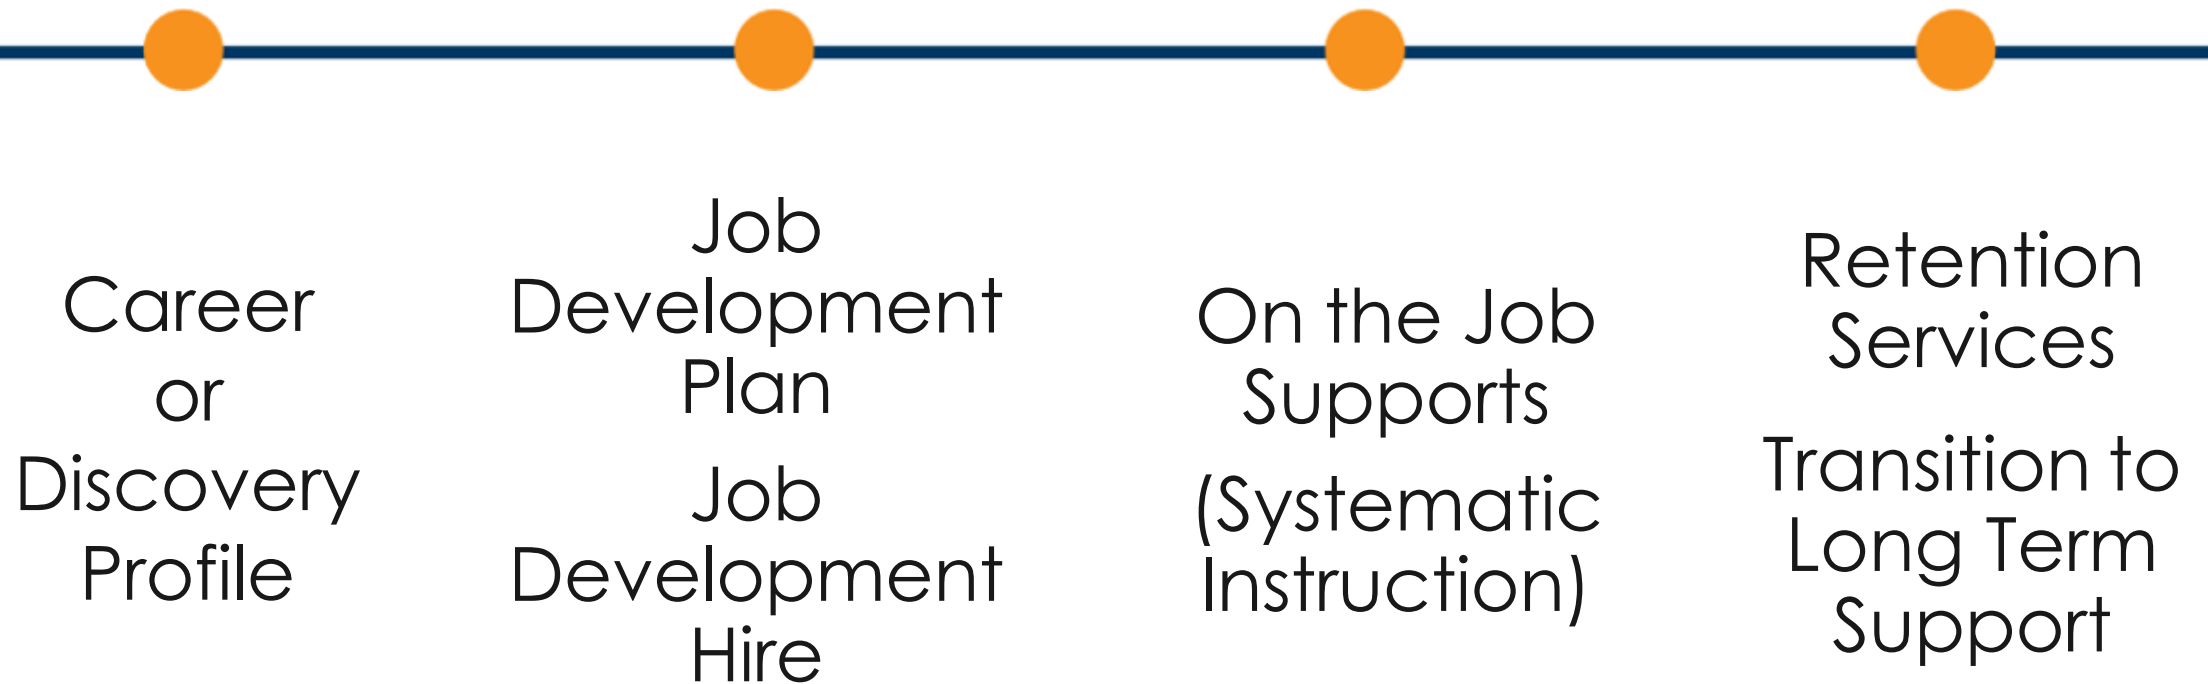 Career
or
Discovery
Profile
Job
Development
Plan
Job
Development
Hire
On the Job
Supports
(Systematic
Instruction)
Retention
Services
Transition to
Long Term
Support